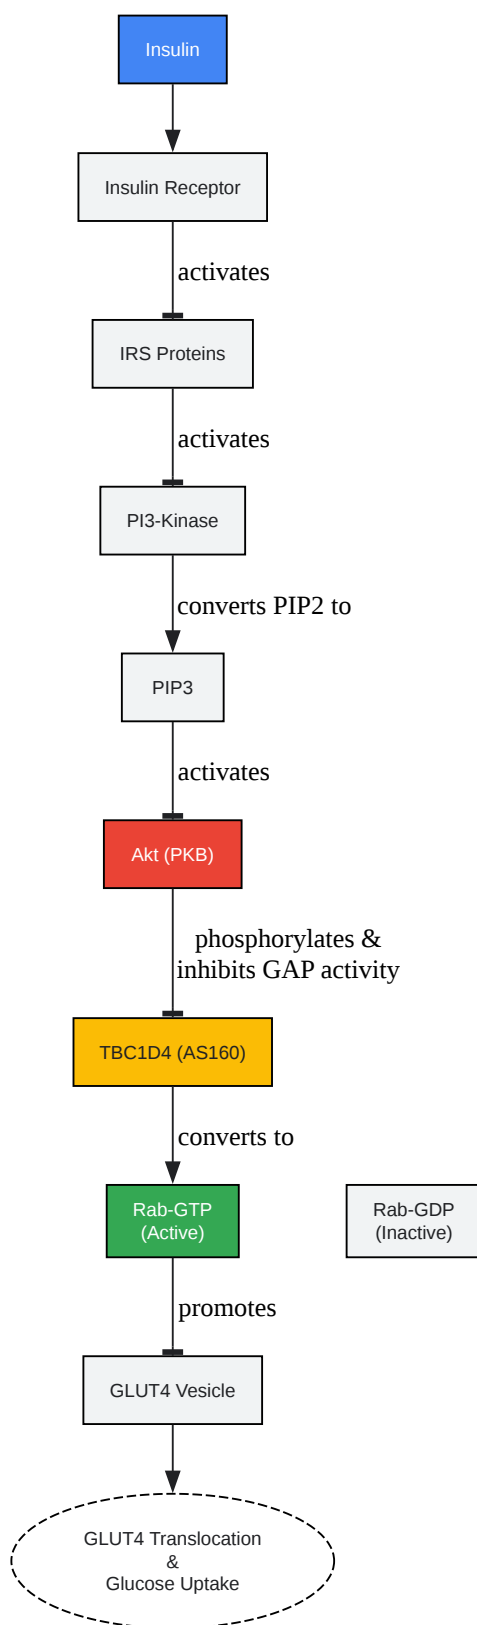 Insulin
Insulin Receptor
activates
IRS Proteins
activates
PI3-Kinase
converts PIP2 to
PIP3
activates
Akt (PKB)
phosphorylates &
inhibits GAP activity
TBC1D4 (AS160)
converts to
Rab-GTP
(Active)
Rab-GDP
(Inactive)
promotes
GLUT4 Vesicle
GLUT4 Translocation
&
Glucose Uptake